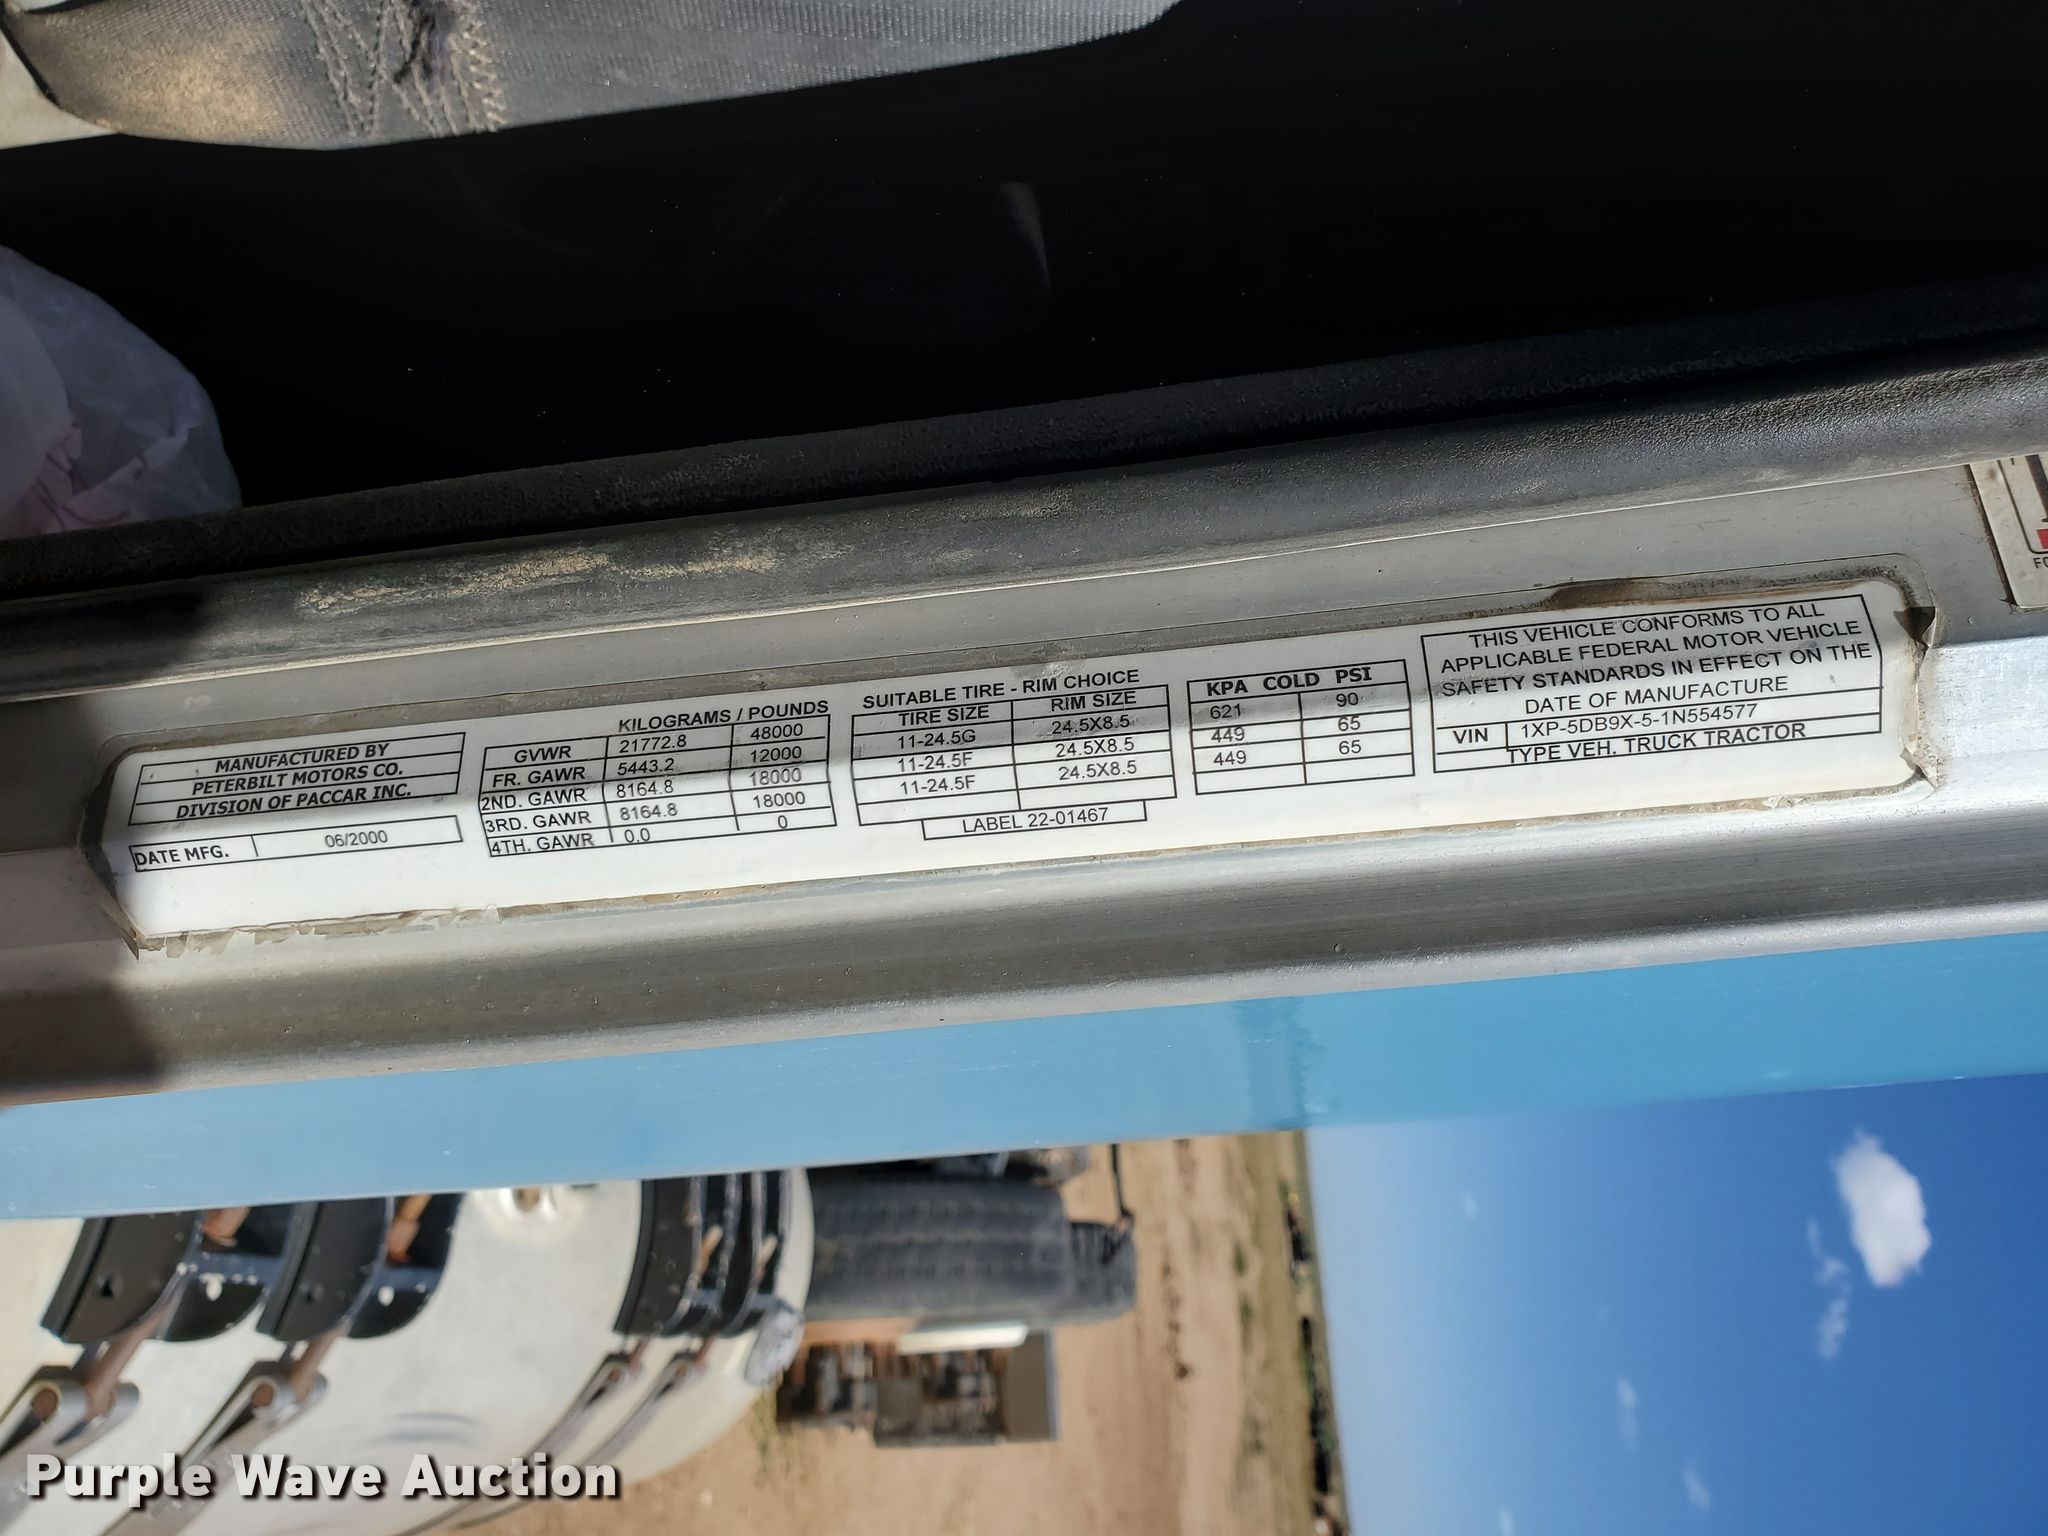 MANUFACTURED BY
PETERBILT MOTORS CO.
DIVISION OF PACCAR INC.
DATE MFG. 06/2000
KILOGRAMS / POUNDS
GVWR 21772.8 48000
FR. GAWR 5443.2 12000
2ND. GAWR 8164.8 18000
3RD. GAWR 8164.8 18000
4TH. GAWR 0.0 0
SUITABLE TIRE - RIM CHOICE
TIRE SIZE RIM SIZE
11-24.5G 24.5X8.5
11-24.5F 24.5X8.5
11-24.5F 24.5X8.5
LABEL 22-01467
KPA COLD PSI
621 90
449 65
449 65
THIS VEHICLE CONFORMS TO ALL
APPLICABLE FEDERAL MOTOR VEHICLE
SAFETY STANDARDS IN EFFECT ON THE
DATE OF MANUFACTURE
VIN 1XP-5DB9X-5-1N554577
TYPE VEH. TRUCK TRACTOR
Purple Wave Auction